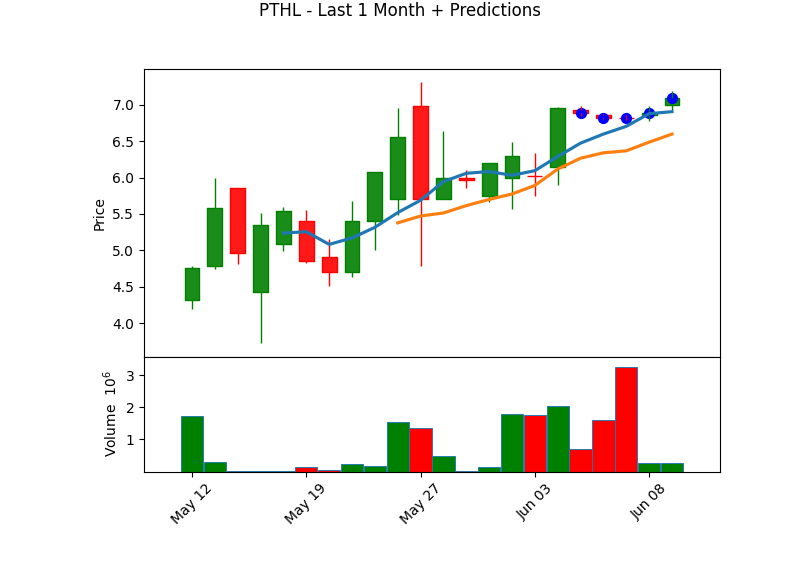 PTHL - Last 1 Month + Predictions
Price
7.0
6.5
6.0
5.5
5.0
4.5
4.0
Volume 10^6
3
2
1
May 12
May 19
May 27
Jun 03
Jun 08